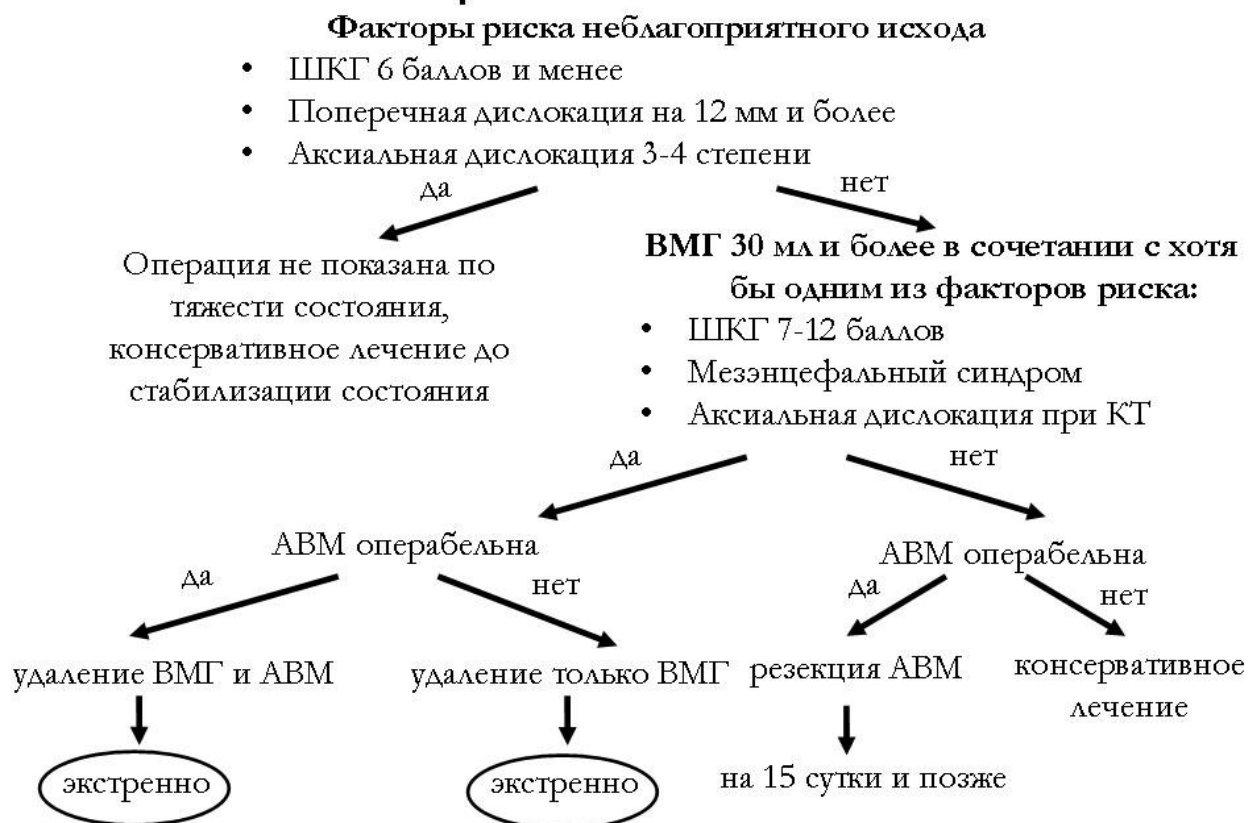 Факторы риска неблагоприятного исхода
• ШКГ 6 баллов и менее
• Поперечная дислокация на 12 мм и более
• Аксиальная дислокация 3-4 степени
да
нет
Операция не показана по
тяжести состояния,
консервативное лечение до
стабилизации состояния
ВМГ 30 мл и более в сочетании с хотя
бы одним из факторов риска:
• ШКГ 7-12 баллов
• Мезэнцефальный синдром
• Аксиальная дислокация при КТ
да
нет
АВМ операбельна
да
нет
АВМ операбельна
да
нет
удаление ВМГ и АВМ
удаление только ВМГ
резекция АВМ
консервативное
лечение
экстренно
экстренно
на 15 сутки и позже